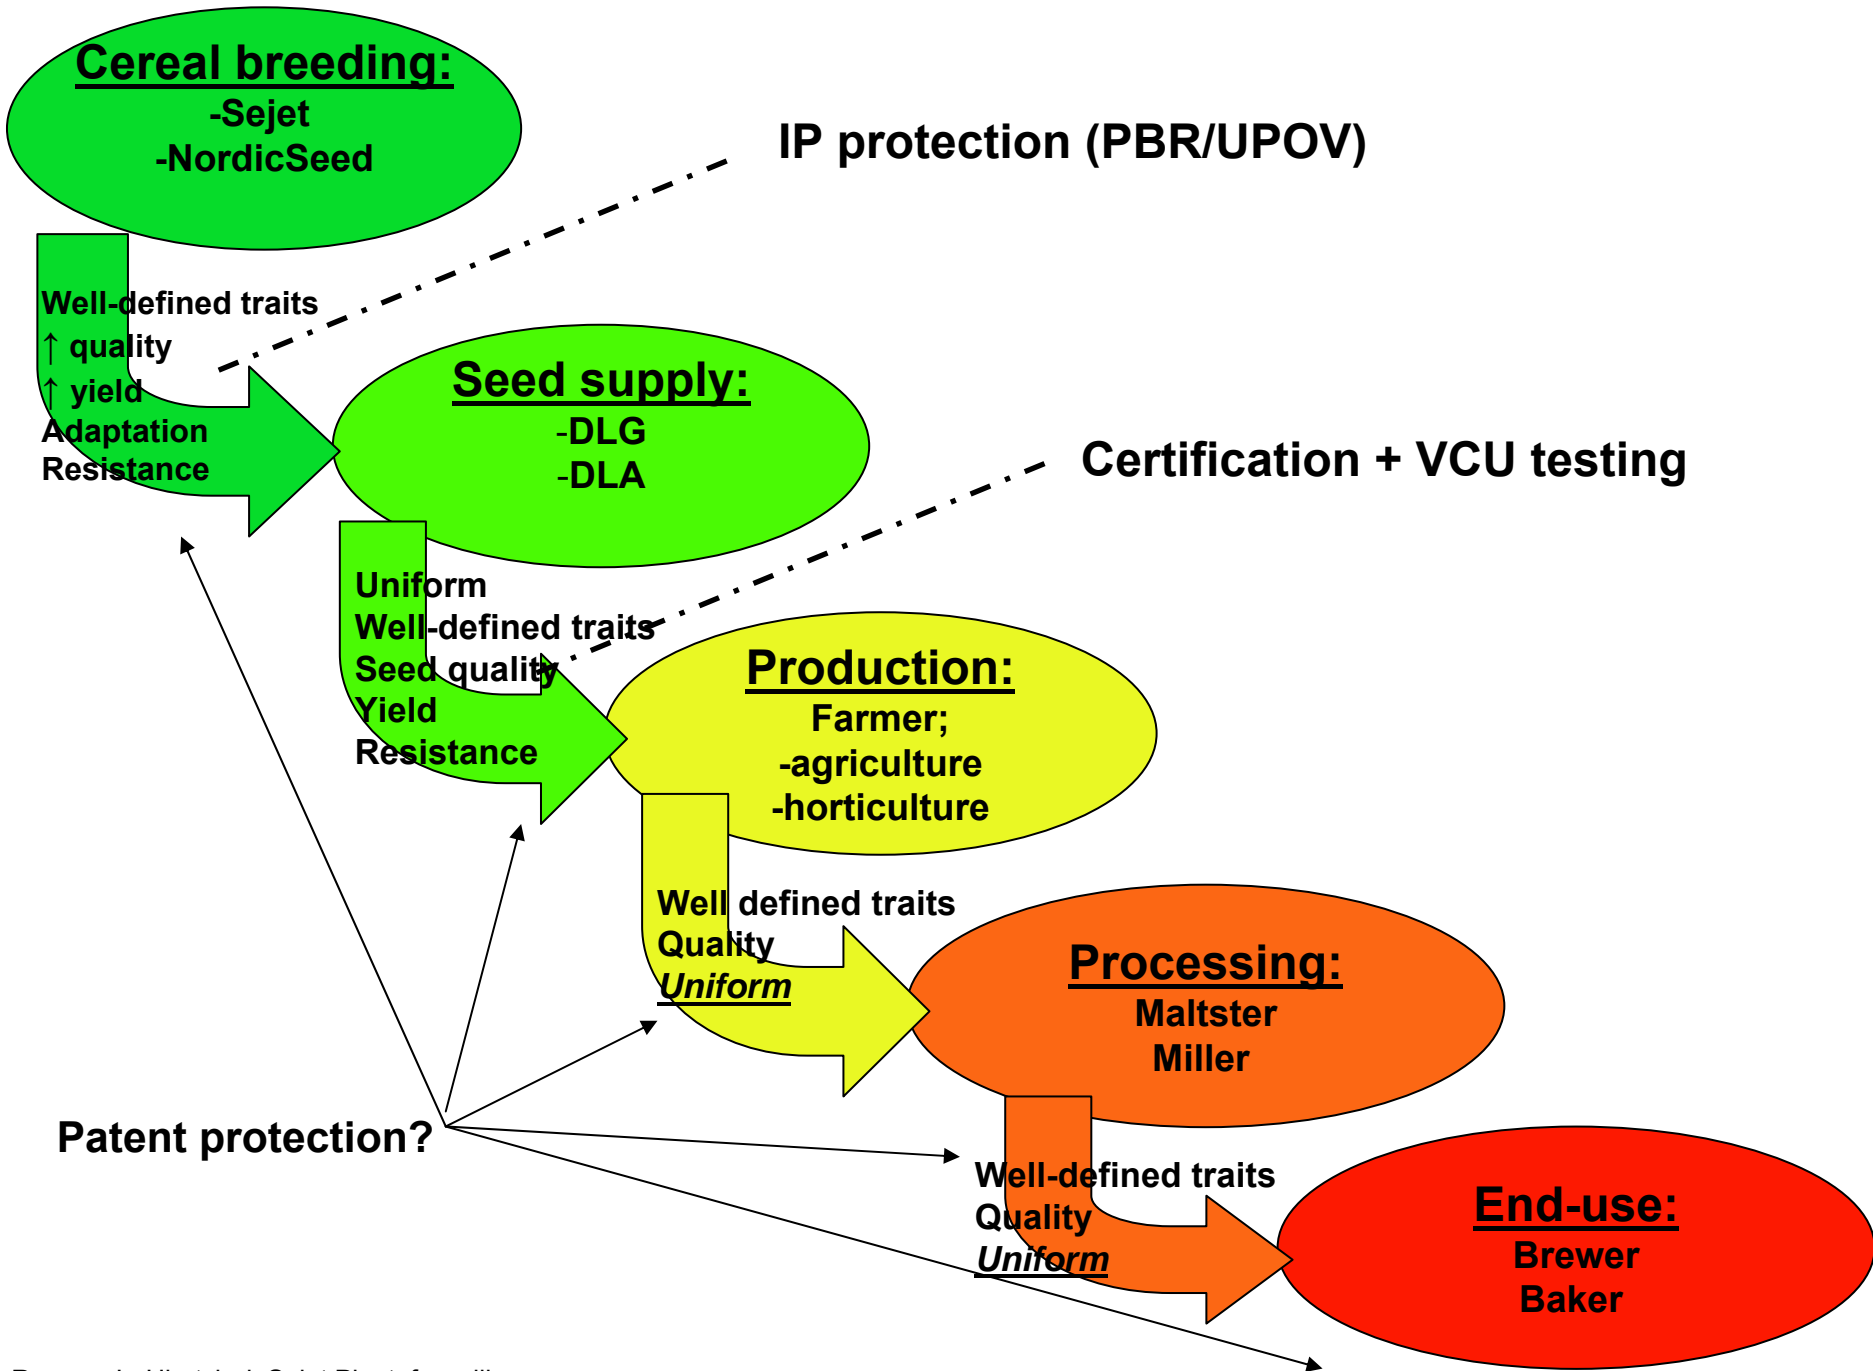 Cereal breeding:
-Sejet
-NordicSeed
IP protection (PBR/UPOV)
Well-defined traits
↑ quality
↑ yield
Adaptation
Resistance
Seed supply:
-DLG
-DLA
Certification + VCU testing
Uniform
Well-defined traits
Seed quality
Yield
Resistance
Production:
Farmer;
-agriculture
-horticulture
Well defined traits
Quality
Uniform
Processing:
Maltster
Miller
Patent protection?
Well-defined traits
Quality
Uniform
End-use:
Brewer
Baker